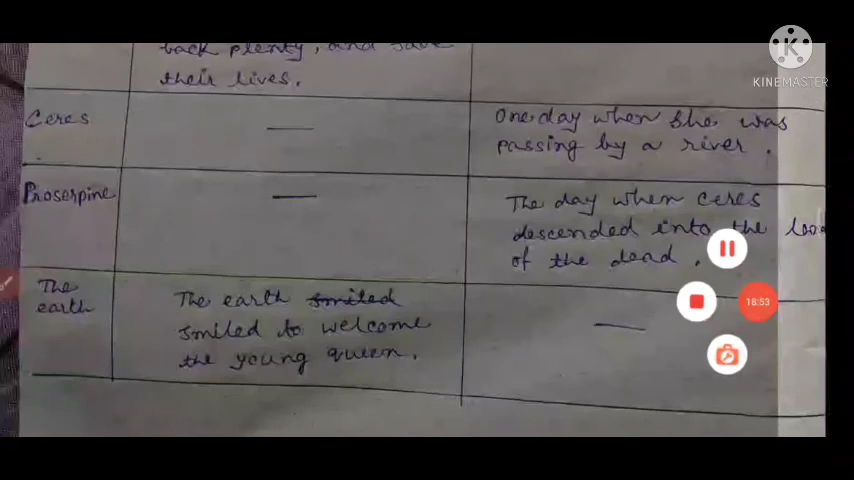 back plenty, and save
their lives.
Ceres
One day when she was
passing by a river.
Proserpine
The day when Ceres
descended into the
of the dead.
The
earth
The earth smiled
smiled to welcome
the young queen.
KINEMASTER
18:53